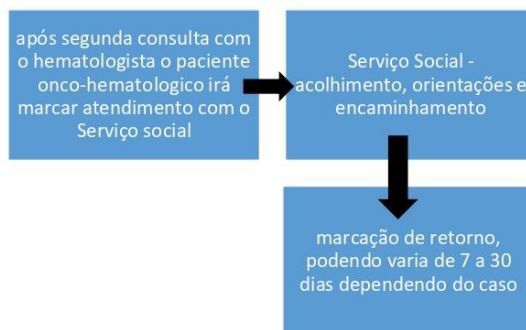 após segunda consulta com
o hematologista o paciente
onco-hematologico irá
marcar atendimento com o
Serviço social
Serviço Social -
acolhimento, orientações e
encaminhamento
marcação de retorno,
podendo varia de 7 a 30
dias dependendo do caso